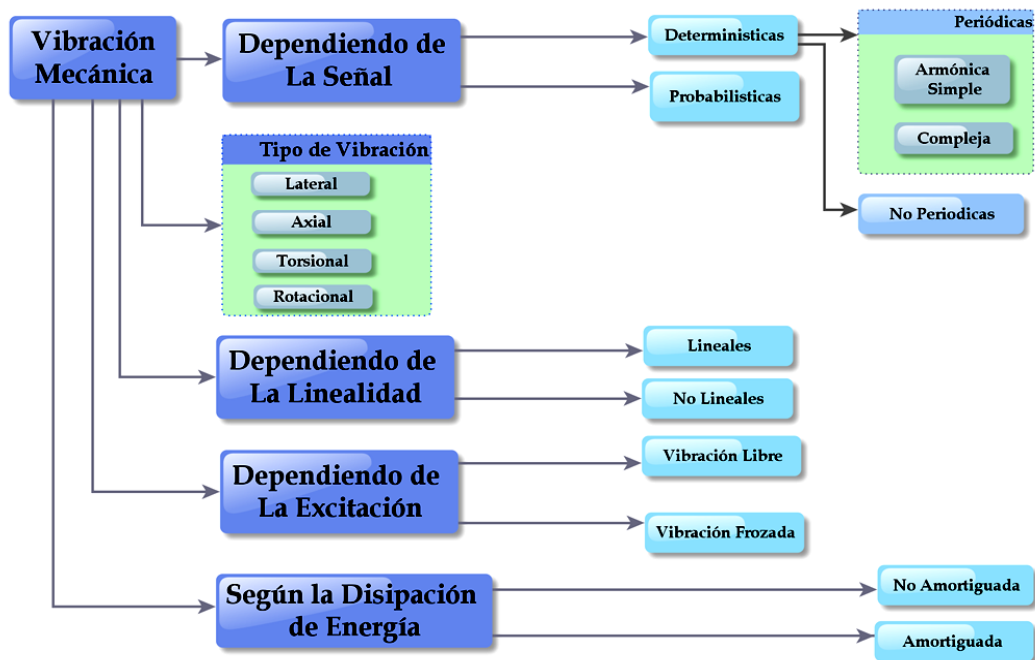 Vibración
Mecánica
Dependiendo de
La Señal
Deterministicas
Probabilisticas
Periódicas
Armónica
Simple
Compleja
No Periodicas
Tipo de Vibración
Lateral
Axial
Torsional
Rotacional
Dependiendo de
La Linealidad
Lineales
No Lineales
Dependiendo de
La Excitación
Vibración Libre
Vibración Frozada
Según la Disipación
de Energía
No Amortiguada
Amortiguada